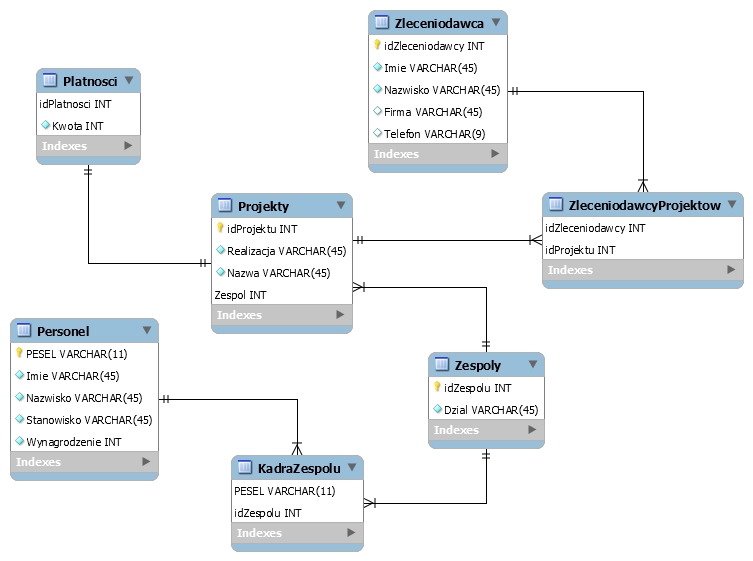 Zleceniodawca
idZleceniodawcy INT
Imie VARCHAR(45)
Nazwisko VARCHAR(45)
Firma VARCHAR(45)
Telefon VARCHAR(9)
Indexes
Platnosci
idPlatnosci INT
Kwota INT
Indexes
Projekty
idProjektu INT
Realizacja VARCHAR(45)
Nazwa VARCHAR(45)
Zespol INT
Indexes
ZleceniodawcyProjektow
idZleceniodawcy INT
idProjektu INT
Indexes
Personel
PESEL VARCHAR(11)
Imie VARCHAR(45)
Nazwisko VARCHAR(45)
Stanowisko VARCHAR(45)
Wynagrodzenie INT
Indexes
Zespoly
idZespolu INT
Dzial VARCHAR(45)
Indexes
KadraZespolu
PESEL VARCHAR(11)
idZespolu INT
Indexes